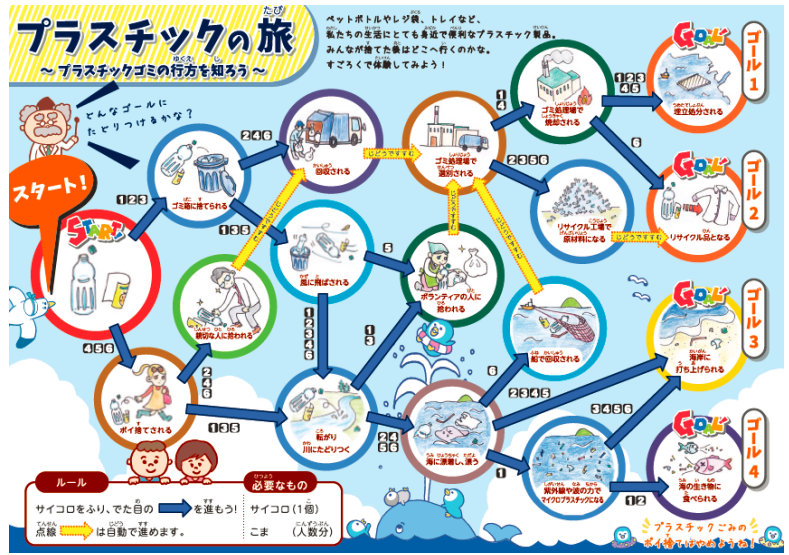 プラスチックの旅
～プラスチックゴミの行方を知ろう～
ペットボトルやレジ袋、トレイなど、
私たちの生活にとても身近で便利なプラスチック製品。
みんなが捨てた後はどこへ行くのかな。
すごろくで体験してみよう！
どんなゴールに
たどりつけるかな？
スタート！
START!
123
456
ゴミ箱に捨てられる
246
135
回収される
じどうですすむ
ゴミ処理場で
選別される
14
2356
ゴミ処理場で
焼却される
123
45
6
GOAL
埋立処分される
ゴール1
リサイクル工場で
原材料になる
じどうですすむ
GOAL
リサイクル品となる
ゴール2
親切な人に拾われる
じどうですすむ
風に飛ばされる
5
12346
ボランティアの人に
拾われる
じどうですすむ
ポイ捨てされる
246
135
転がり
川にたどりつく
13
24
56
海に漂着し、漂う
6
2345
1
船で回収される
じどうですすむ
GOAL
海岸に
打ち上げられる
ゴール3
紫外線や波の力で
マイクロプラスチックになる
3456
12
GOAL
海の生き物に
食べられる
ゴール4
ルール
サイコロをふり、でた目の
を進もう！
点線
は自動で進めます。
必要なもの
サイコロ（1個）
こま （人数分）
プラスチックごみの
ポイ捨てはやめようね！